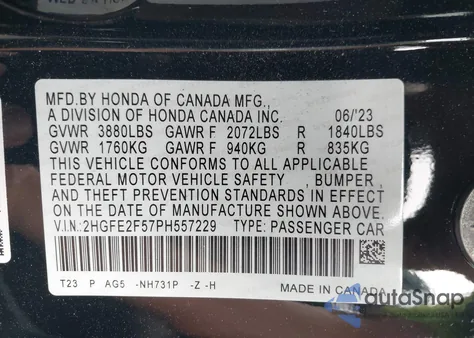 MFD.BY HONDA OF CANADA MFG.,
A DIVISION OF HONDA CANADA INC. 06/'23
GVWR 3880LBS GAWR F 2072LBS R 1840LBS
GVWR 1760KG GAWR F 940KG R 835KG
THIS VEHICLE CONFORMS TO ALL APPLICABLE
FEDERAL MOTOR VEHICLE SAFETY , BUMPER,
AND THEFT PREVENTION STANDARDS IN EFFECT
ON THE DATE OF MANUFACTURE SHOWN ABOVE.
V.I.N:2HGFE2F57PH557229 TYPE: PASSENGER CAR
T23 P AG5 -NH731P -Z -H
MADE IN CANADA
autoSnap